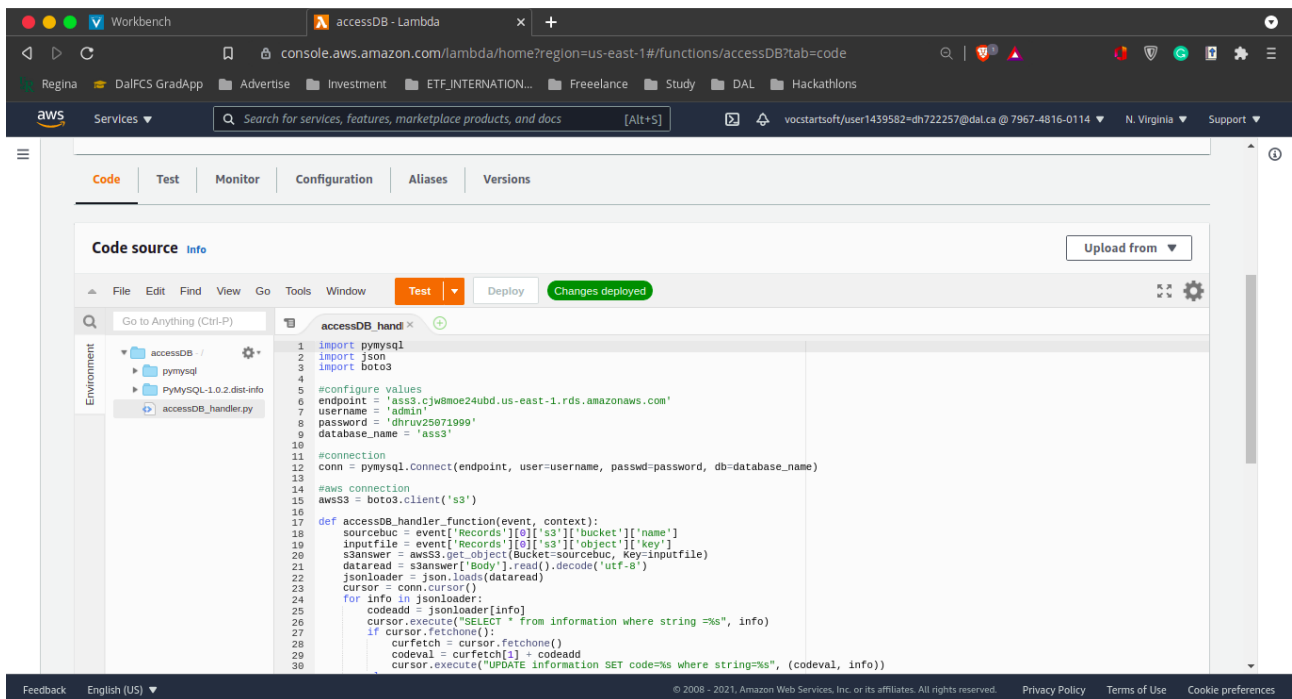 Workbench
accessDB - Lambda
console.aws.amazon.com/lambda/home?region=us-east-1#/functions/accessDB?tab=code
Regina DalFCS GradApp Advertise Investment ETF_INTERNATION... Freeelance Study DAL Hackathlons
aws Services ▼ Search for services, features, marketplace products, and docs [Alt+S] vocstartsoft/user1439582=dh722257@dal.ca @ 7967-4816-0114 ▼ N. Virginia ▼ Support ▼
Code Test Monitor Configuration Aliases Versions
Code source Info
Upload from ▼
File Edit Find View Go Tools Window Test Deploy Changes deployed
Go to Anything (Ctrl-P)
accessDB_handl
Environment
accessDB - /
pymysql
PyMySQL-1.0.2.dist-info
accessDB_handler.py
1 import pymysql
2 import json
3 import boto3
4
5 #configure values
6 endpoint = 'ass3.cjw8moe24ubd.us-east-1.rds.amazonaws.com'
7 username = 'admin'
8 password = 'dhruv25071999'
9 database_name = 'ass3'
10
11 #connection
12 conn = pymysql.Connect(endpoint, user=username, passwd=password, db=database_name)
13
14 #aws connection
15 awsS3 = boto3.client('s3')
16
17 def accessDB_handler_function(event, context):
18 sourcebuc = event['Records'][0]['s3']['bucket']['name']
19 inputfile = event['Records'][0]['s3']['object']['key']
20 s3answer = awsS3.get_object(Bucket=sourcebuc, Key=inputfile)
21 dataread = s3answer['Body'].read().decode('utf-8')
22 jsonloader = json.loads(dataread)
23 cursor = conn.cursor()
24 for info in jsonloader:
25 codeadd = jsonloader[info]
26 cursor.execute("SELECT * from information where string =%s", info)
27 if cursor.fetchone():
28 curfetch = cursor.fetchone()
29 codeval = curfetch[1] + codeadd
30 cursor.execute("UPDATE information SET code=%s where string=%s", (codeval, info))
Feedback English (US) ▼ © 2008 - 2021, Amazon Web Services, Inc. or its affiliates. All rights reserved. Privacy Policy Terms of Use Cookie preferences